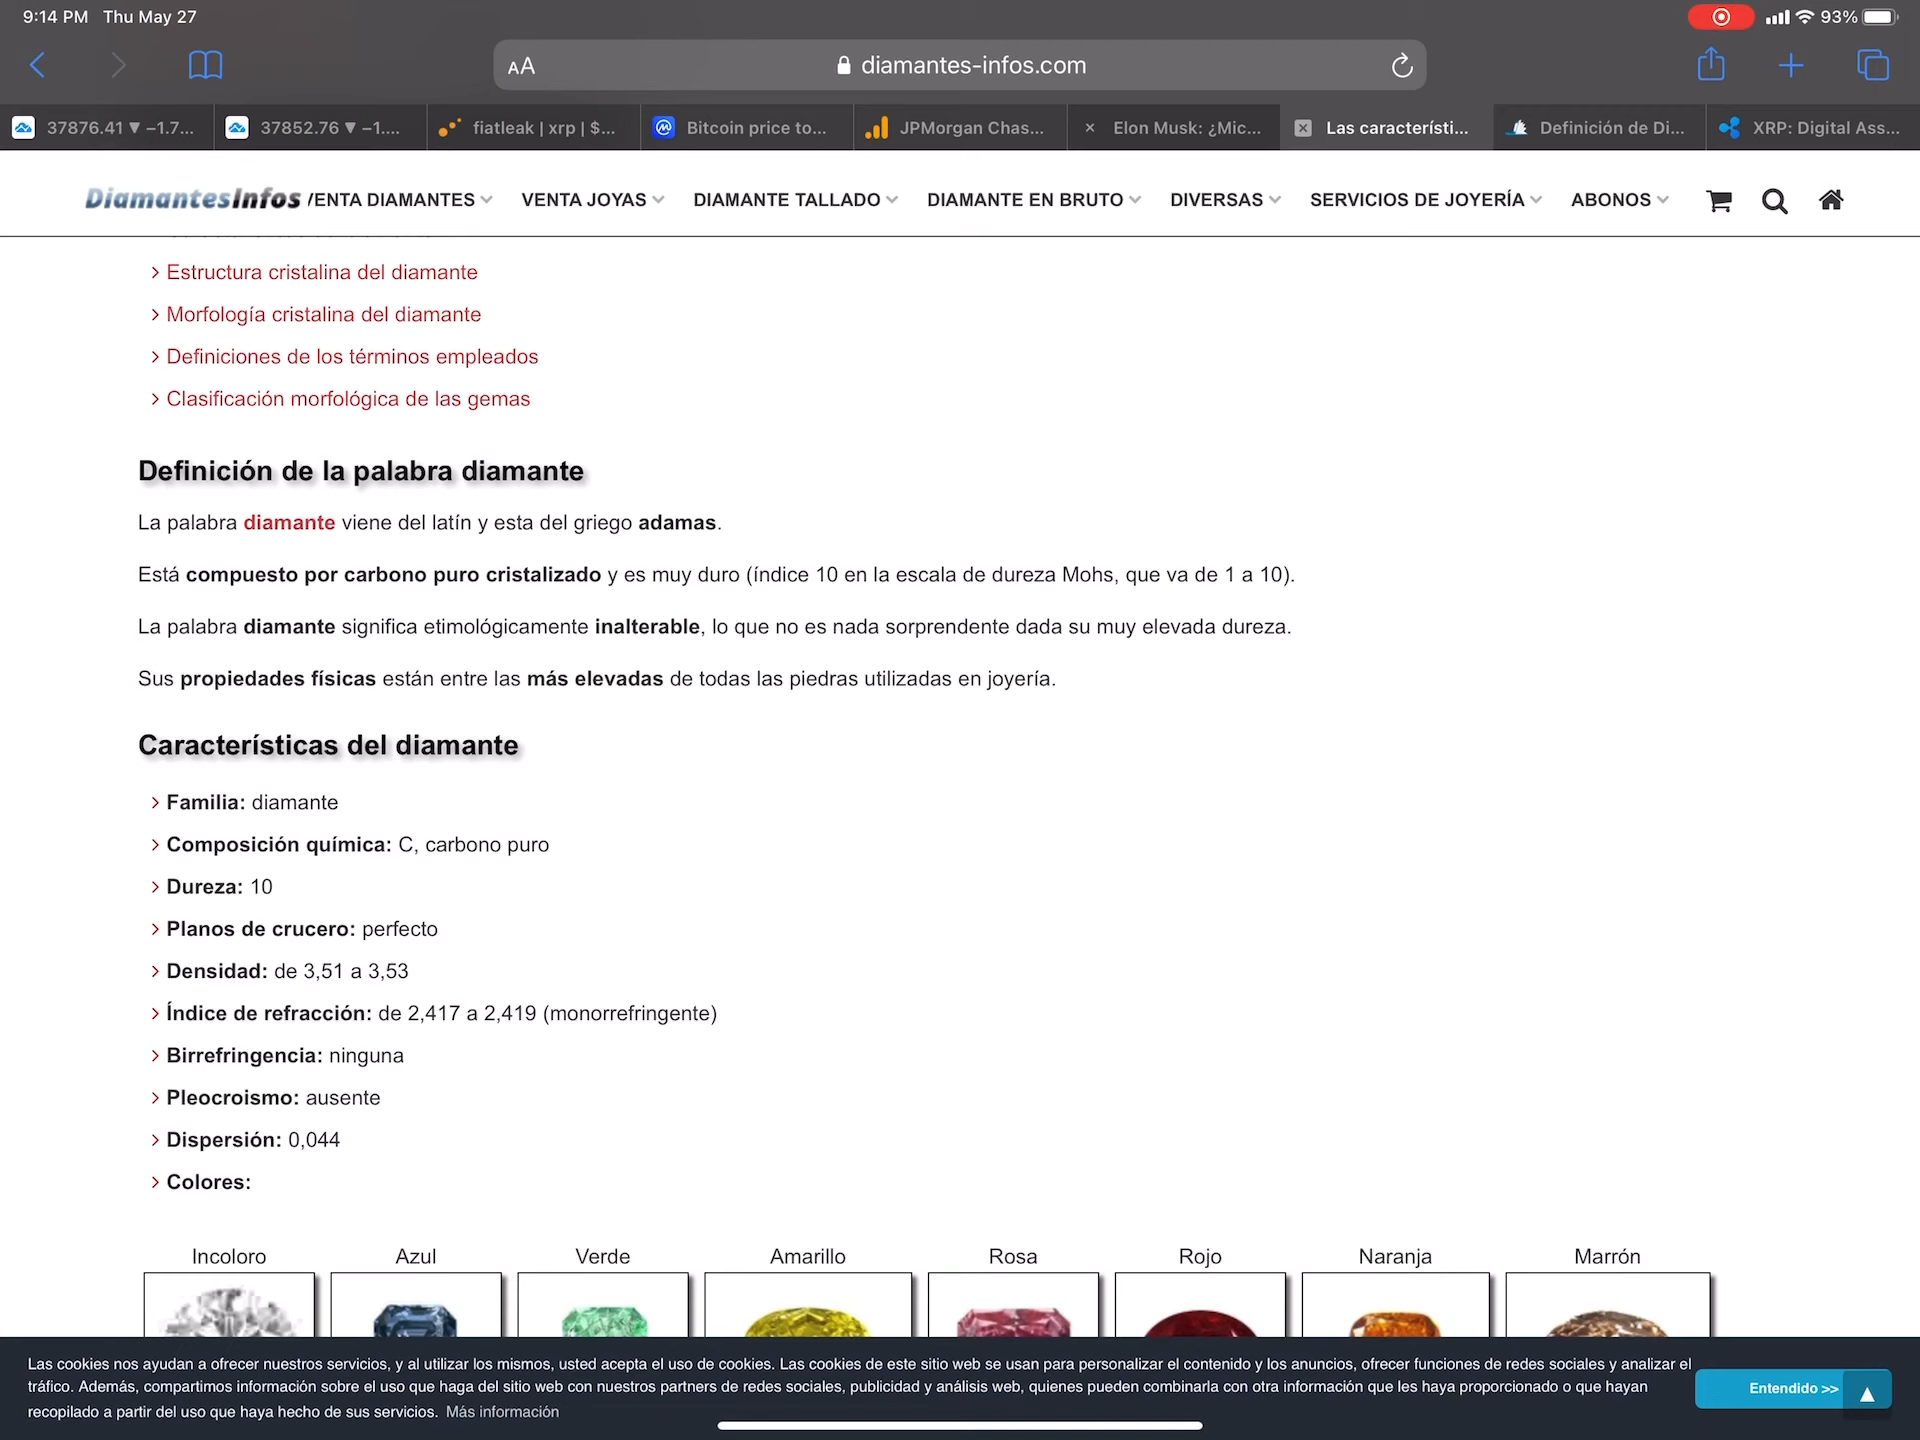 9:14 PM Thu May 27
93%
AA
diamantes-infos.com
37876.41 ▼ −1.7...
37852.76 ▼ −1....
fiatleak | xrp | $...
Bitcoin price to...
JPMorgan Chas...
Elon Musk: ¿Mic...
Las característi...
Definición de Di...
XRP: Digital Ass...
DiamantesInfos
VENTA DIAMANTES
VENTA JOYAS
DIAMANTE TALLADO
DIAMANTE EN BRUTO
DIVERSAS
SERVICIOS DE JOYERÍA
ABONOS
> Estructura cristalina del diamante
> Morfología cristalina del diamante
> Definiciones de los términos empleados
> Clasificación morfológica de las gemas
Definición de la palabra diamante
La palabra diamante viene del latín y esta del griego adamas.
Está compuesto por carbono puro cristalizado y es muy duro (índice 10 en la escala de dureza Mohs, que va de 1 a 10).
La palabra diamante significa etimológicamente inalterable, lo que no es nada sorprendente dada su muy elevada dureza.
Sus propiedades físicas están entre las más elevadas de todas las piedras utilizadas en joyería.
Características del diamante
> Familia: diamante
> Composición química: C, carbono puro
> Dureza: 10
> Planos de crucero: perfecto
> Densidad: de 3,51 a 3,53
> Índice de refracción: de 2,417 a 2,419 (monorrefringente)
> Birrefringencia: ninguna
> Pleocroismo: ausente
> Dispersión: 0,044
> Colores:
Incoloro
Azul
Verde
Amarillo
Rosa
Rojo
Naranja
Marrón
Las cookies nos ayudan a ofrecer nuestros servicios, y al utilizar los mismos, usted acepta el uso de cookies. Las cookies de este sitio web se usan para personalizar el contenido y los anuncios, ofrecer funciones de redes sociales y analizar el
tráfico. Además, compartimos información sobre el uso que haga del sitio web con nuestros partners de redes sociales, publicidad y análisis web, quienes pueden combinarla con otra información que les haya proporcionado o que hayan
recopilado a partir del uso que haya hecho de sus servicios. Más información
Entendido >>